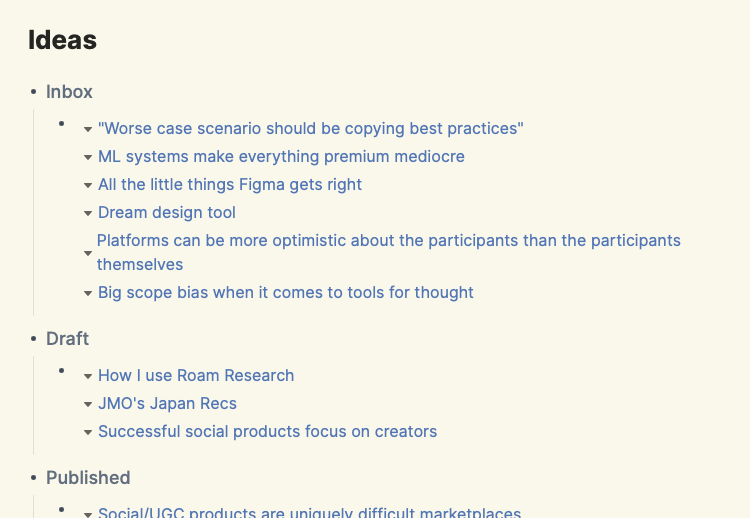 Ideas
Inbox
"Worse case scenario should be copying best practices"
ML systems make everything premium mediocre
All the little things Figma gets right
Dream design tool
Platforms can be more optimistic about the participants than the participants
themselves
Big scope bias when it comes to tools for thought
Draft
How I use Roam Research
JMO's Japan Recs
Successful social products focus on creators
Published
Social/UGC products are uniquely difficult marketplaces